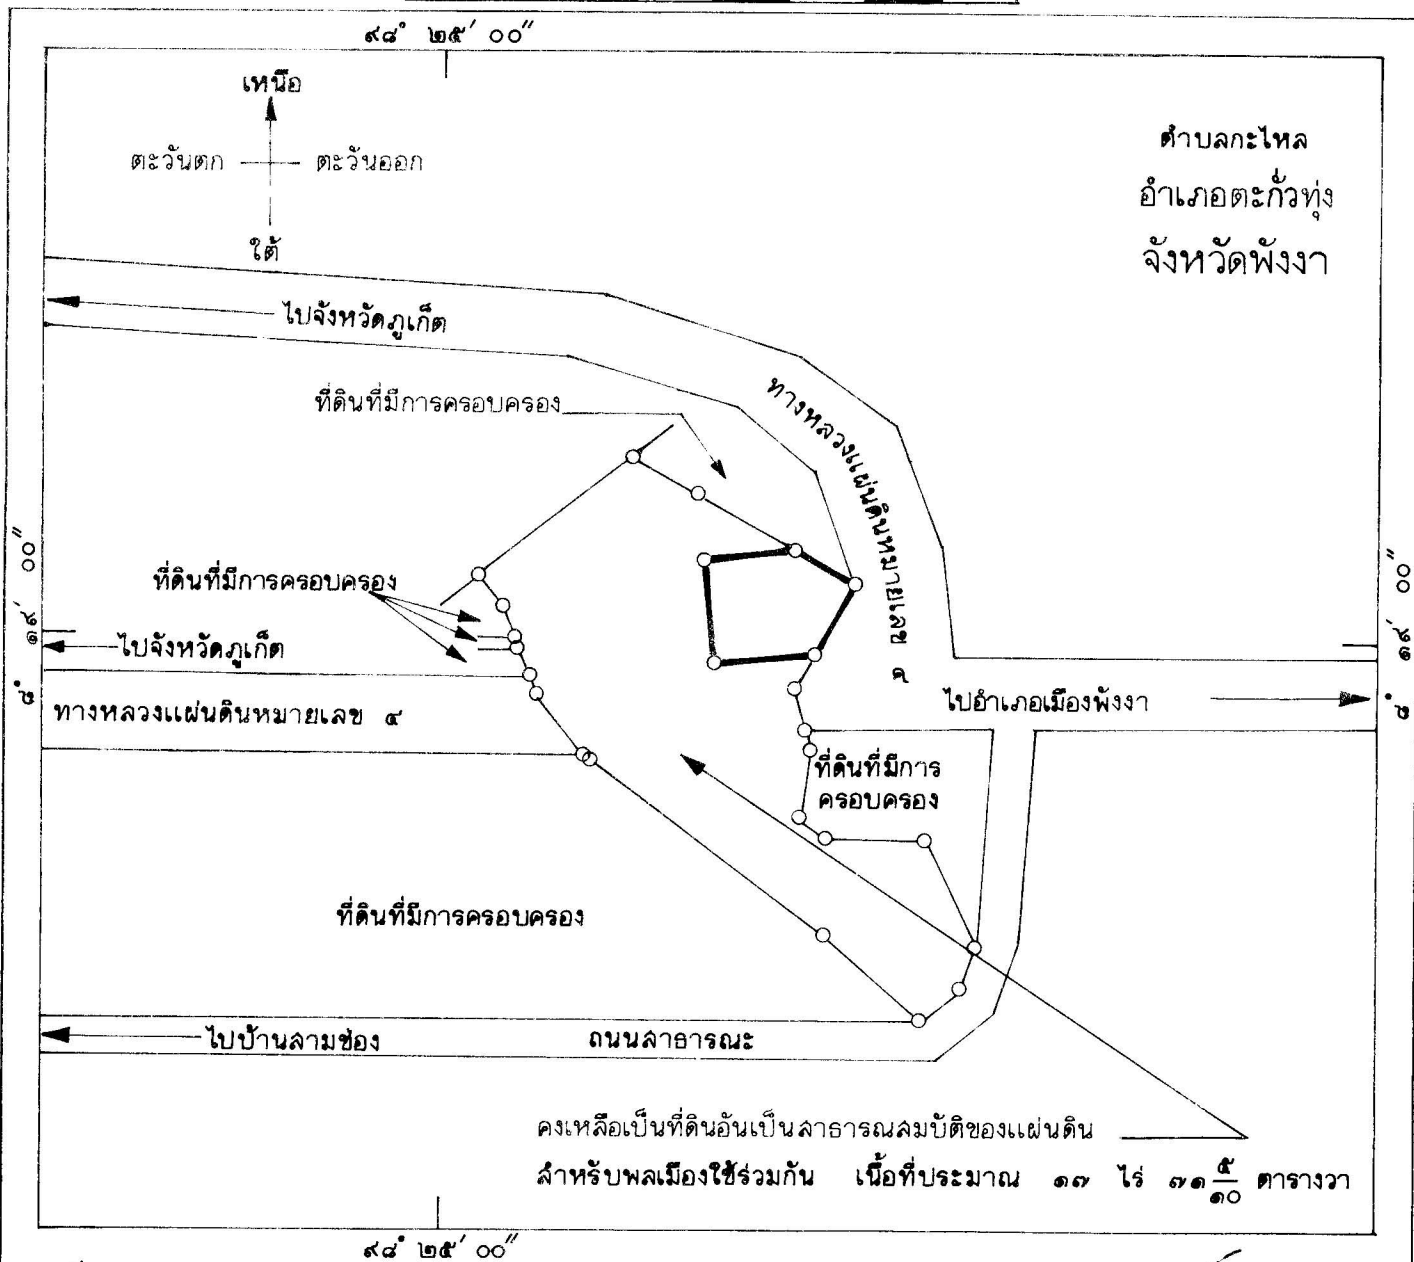 ๙๘° ๒๕′ ๐๐″
เหนือ
ตะวันตก ตะวันออก
ใต้
ตำบลกะไหล
อำเภอตะกั่วทุ่ง
จังหวัดพังงา
ไปจังหวัดภูเก็ต
ทางหลวงแผ่นดินหมายเลข ๔
ที่ดินที่มีการครอบครอง
ที่ดินที่มีการครอบครอง
ไปจังหวัดภูเก็ต
ทางหลวงแผ่นดินหมายเลข ๔
๘° ๑๙′ ๐๐″
๘° ๑๙′ ๐๐″
ไปอำเภอเมืองพังงา
ที่ดินที่มีการ
ครอบครอง
ที่ดินที่มีการครอบครอง
ไปบ้านสามช่อง ถนนสาธารณะ
คงเหลือเป็นที่ดินอันเป็นสาธารณสมบัติของแผ่นดิน
สำหรับพลเมืองใช้ร่วมกัน เนื้อที่ประมาณ ๑๗ ไร่ ๗๑ ๕/๑๐ ตารางวา
๙๘° ๒๕′ ๐๐″